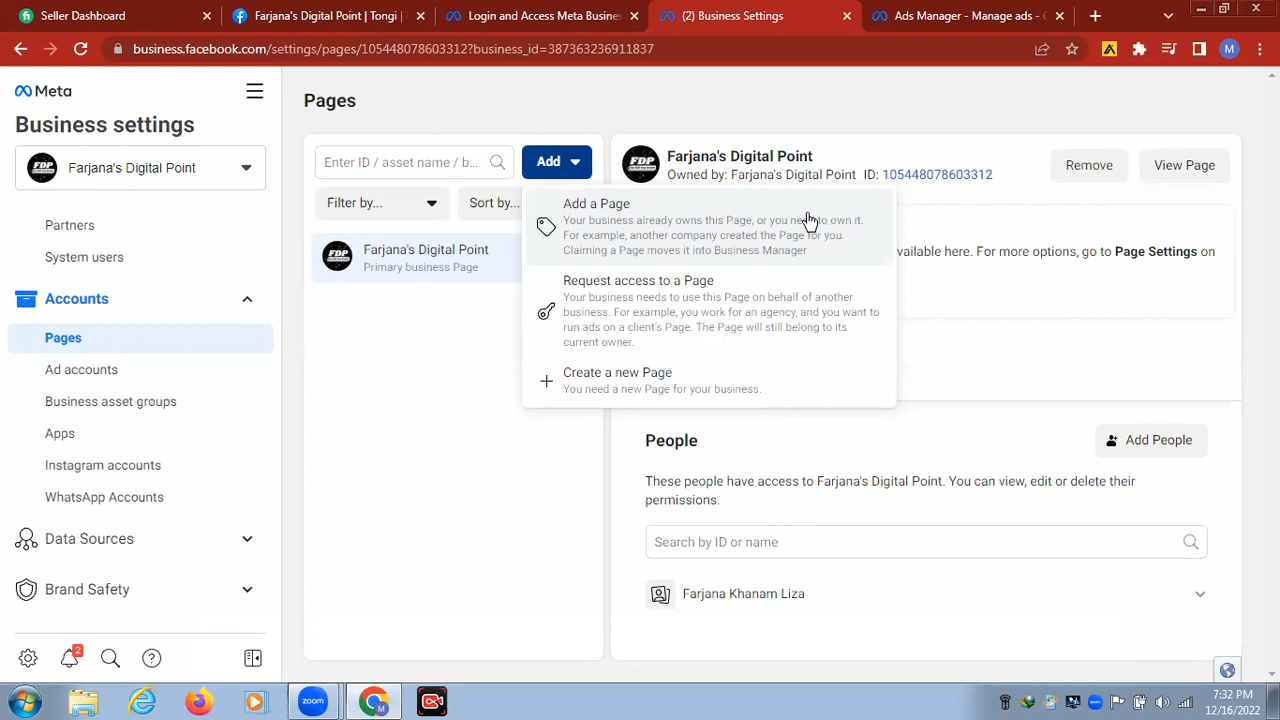 Seller Dashboard
Farjana's Digital Point | Tongi |
Login and Access Meta Busine
(2) Business Settings
Ads Manager - Manage ads -
business.facebook.com/settings/pages/105448078603312?business_id=387363236911837
M
Meta
Business settings
FDP
Farjana's Digital Point
Partners
System users
Accounts
Pages
Ad accounts
Business asset groups
Apps
Instagram accounts
WhatsApp Accounts
Data Sources
Brand Safety
2
Pages
Enter ID / asset name / b...
Add
Filter by...
Sort by...
FDP
Farjana's Digital Point
Primary business Page
Add a Page
Your business already owns this Page, or you need to own it.
For example, another company created the Page for you.
Claiming a Page moves it into Business Manager
Request access to a Page
Your business needs to use this Page on behalf of another
business. For example, you work for an agency, and you want to
run ads on a client's Page. The Page will still belong to its
current owner.
Create a new Page
You need a new Page for your business.
FDP
Farjana's Digital Point
Owned by: Farjana's Digital Point ID: 105448078603312
Remove
View Page
available here. For more options, go to Page Settings on
People
Add People
These people have access to Farjana's Digital Point. You can view, edit or delete their
permissions.
Search by ID or name
Farjana Khanam Liza
zoom
M
7:32 PM
12/16/2022